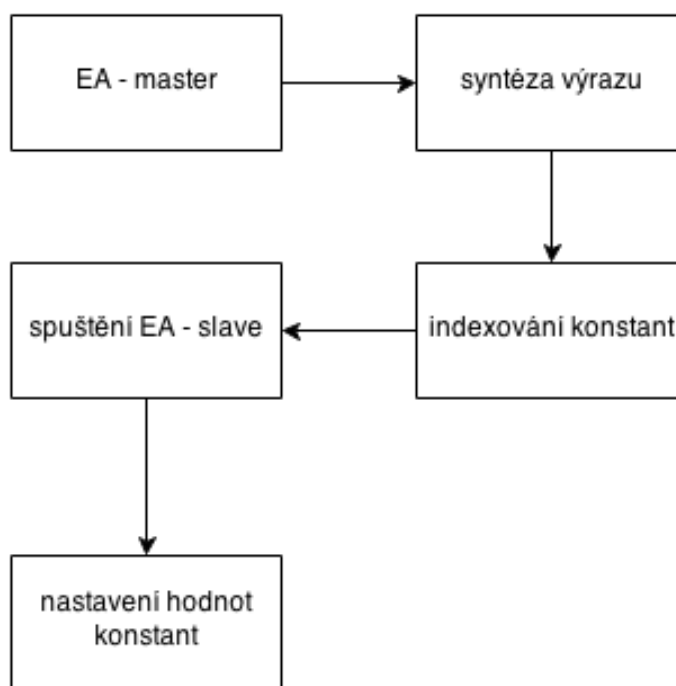 EA - master
syntéza výrazu
indexování konstant
spuštění EA - slave
nastavení hodnot
konstant